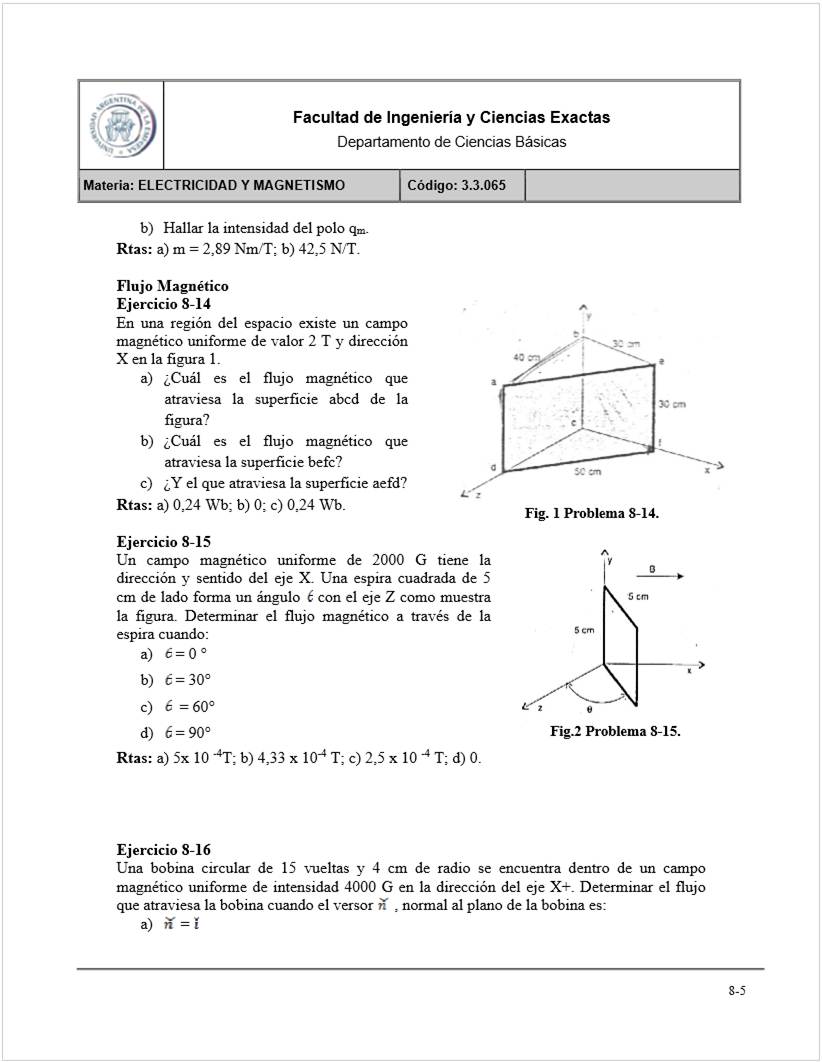 UNIVERSIDAD ARGENTINA DE LA EMPRESA
Facultad de Ingeniería y Ciencias Exactas
Departamento de Ciencias Básicas
Materia: ELECTRICIDAD Y MAGNETISMO Código: 3.3.065
b) Hallar la intensidad del polo qm.
Rtas: a) m = 2,89 Nm/T; b) 42,5 N/T.
Flujo Magnético
Ejercicio 8-14
En una región del espacio existe un campo
magnético uniforme de valor 2 T y dirección
X en la figura 1.
a) ¿Cuál es el flujo magnético que
atraviesa la superficie abcd de la
figura?
b) ¿Cuál es el flujo magnético que
atraviesa la superficie befc?
c) ¿Y el que atraviesa la superficie aefd?
Rtas: a) 0,24 Wb; b) 0; c) 0,24 Wb.
y
b
30 cm
40 cm
e
a
30 cm
c
f
d
50 cm
x
z
Fig. 1 Problema 8-14.
Ejercicio 8-15
Un campo magnético uniforme de 2000 G tiene la
dirección y sentido del eje X. Una espira cuadrada de 5
cm de lado forma un ángulo ϐ con el eje Z como muestra
la figura. Determinar el flujo magnético a través de la
espira cuando:
a) ϐ = 0 °
b) ϐ = 30°
c) ϐ = 60°
d) ϐ = 90°
Rtas: a) 5x 10 ⁻⁴T; b) 4,33 x 10⁻⁴ T; c) 2,5 x 10 ⁻⁴ T; d) 0.
y
B
5 cm
5 cm
x
z
θ
Fig.2 Problema 8-15.
Ejercicio 8-16
Una bobina circular de 15 vueltas y 4 cm de radio se encuentra dentro de un campo
magnético uniforme de intensidad 4000 G en la dirección del eje X+. Determinar el flujo
que atraviesa la bobina cuando el versor n̆ , normal al plano de la bobina es:
a) n̆ = ĭ
8-5